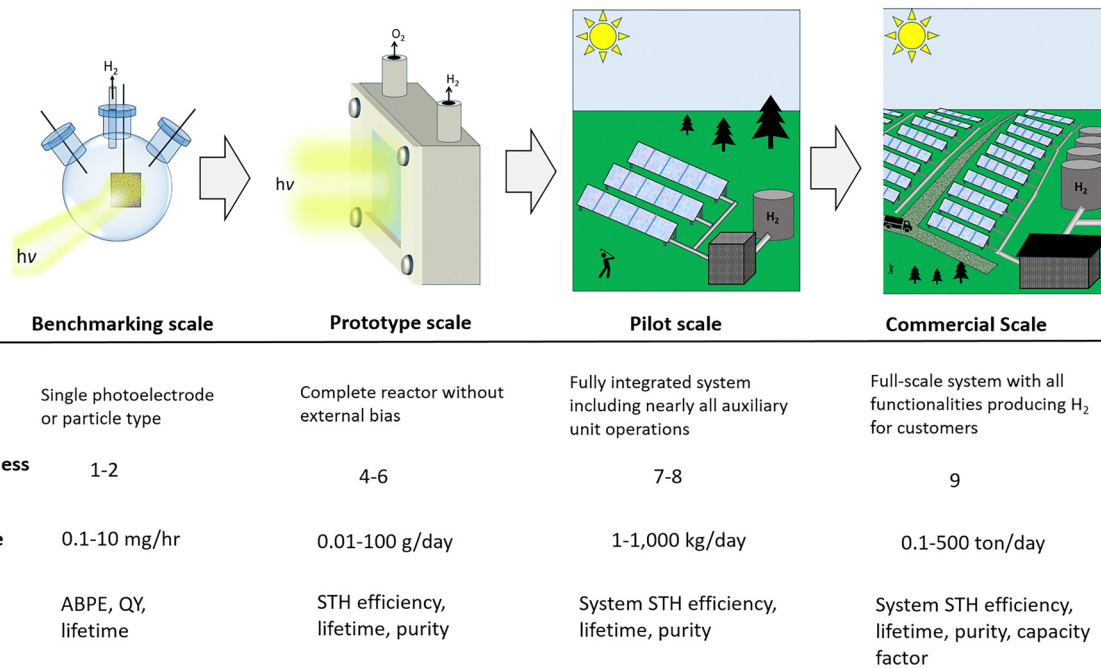 O₂
H₂
H₂
hν
hν
H₂
H₂
Benchmarking scale
Prototype scale
Pilot scale
Commercial Scale
Single photoelectrode
or particle type
Complete reactor without
external bias
Fully integrated system
including nearly all auxiliary
unit operations
Full-scale system with all
functionalities producing H₂
for customers
ess
1-2
4-6
7-8
9
e
0.1-10 mg/hr
0.01-100 g/day
1-1,000 kg/day
0.1-500 ton/day
ABPE, QY,
lifetime
STH efficiency,
lifetime, purity
System STH efficiency,
lifetime, purity
System STH efficiency,
lifetime, purity, capacity
factor